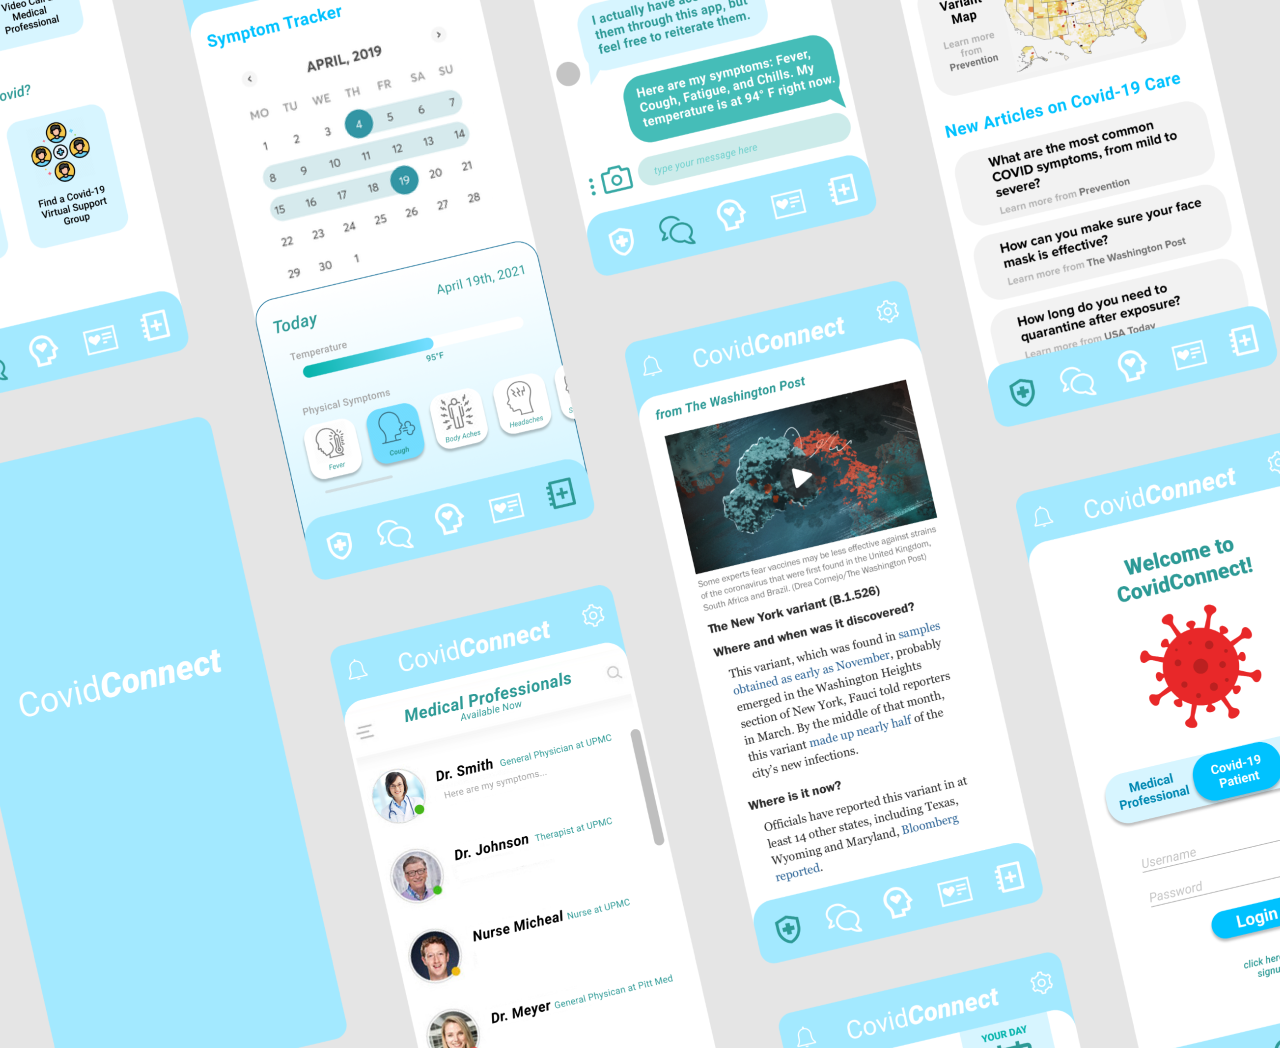 Video Call a
Medical
Professional
ovid?
Find a Covid-19
Virtual Support
Group
Symptom Tracker
APRIL, 2019
MO TU WE TH FR SA SU
1 2 3 4 5 6 7
8 9 10 11 12 13 14
15 16 17 18 19 20 21
22 23 24 25 26 27 28
29 30 1
April 19th, 2021
Today
Temperature
95°F
Physical Symptoms
Fever
Cough
Body Aches
Headaches
CovidConnect
CovidConnect
Medical Professionals
Available Now
Dr. Smith General Physician at UPMC
Here are my symptoms...
Dr. Johnson Therapist at UPMC
Nurse Micheal Nurse at UPMC
Dr. Meyer General Physician at Pitt Med
I actually have
them through this app, but
feel free to reiterate them.
Here are my symptoms: Fever,
Cough, Fatigue, and Chills. My
temperature is at 94° F right now.
type your message here
CovidConnect
from The Washington Post
Some experts fear vaccines may be less effective against strains
of the coronavirus that were first found in the United Kingdom,
South Africa and Brazil. (Drea Cornejo/The Washington Post)
The New York variant (B.1.526)
Where and when was it discovered?
This variant, which was found in samples
obtained as early as November, probably
emerged in the Washington Heights
section of New York, Fauci told reporters
in March. By the middle of that month,
this variant made up nearly half of the
city's new infections.
Where is it now?
Officials have reported this variant in at
least 14 other states, including Texas,
Wyoming and Maryland, Bloomberg
reported.
CovidConnect
YOUR DAY
Variant
Map
Learn more
from
Prevention
New Articles on Covid-19 Care
What are the most common
COVID symptoms, from mild to
severe?
Learn more from Prevention
How can you make sure your face
mask is effective?
Learn more from The Washington Post
How long do you need to
quarantine after exposure?
Learn more from USA Today
CovidConnect
Welcome to
CovidConnect!
Medical
Professional
Covid-19
Patient
Username
Password
Login
click here
signu